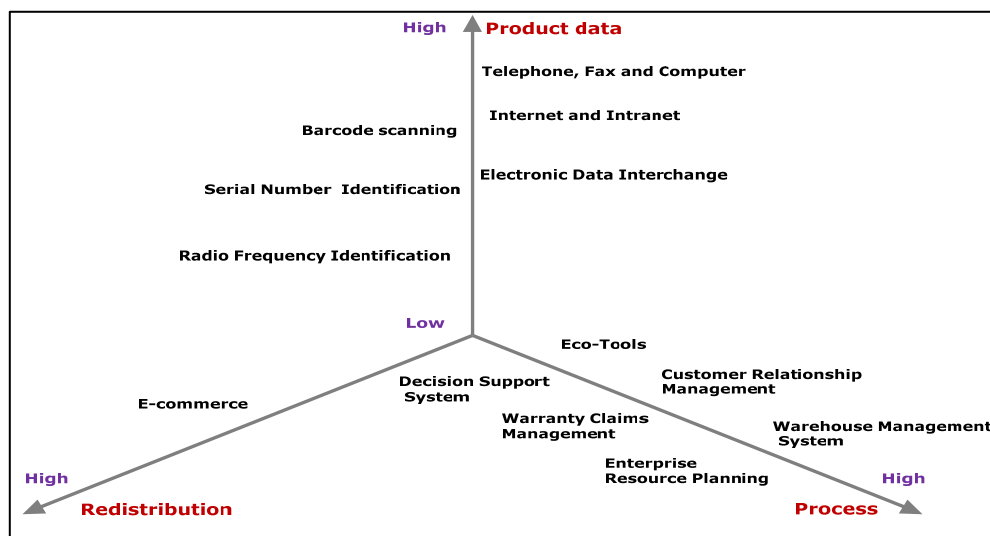 High
Product data
Telephone, Fax and Computer
Internet and Intranet
Barcode scanning
Electronic Data Interchange
Serial Number Identification
Radio Frequency Identification
Low
Eco-Tools
Customer Relationship
Management
Decision Support
System
E-commerce
Warranty Claims
Management
Warehouse Management
System
Enterprise
Resource Planning
High
High
Redistribution
Process